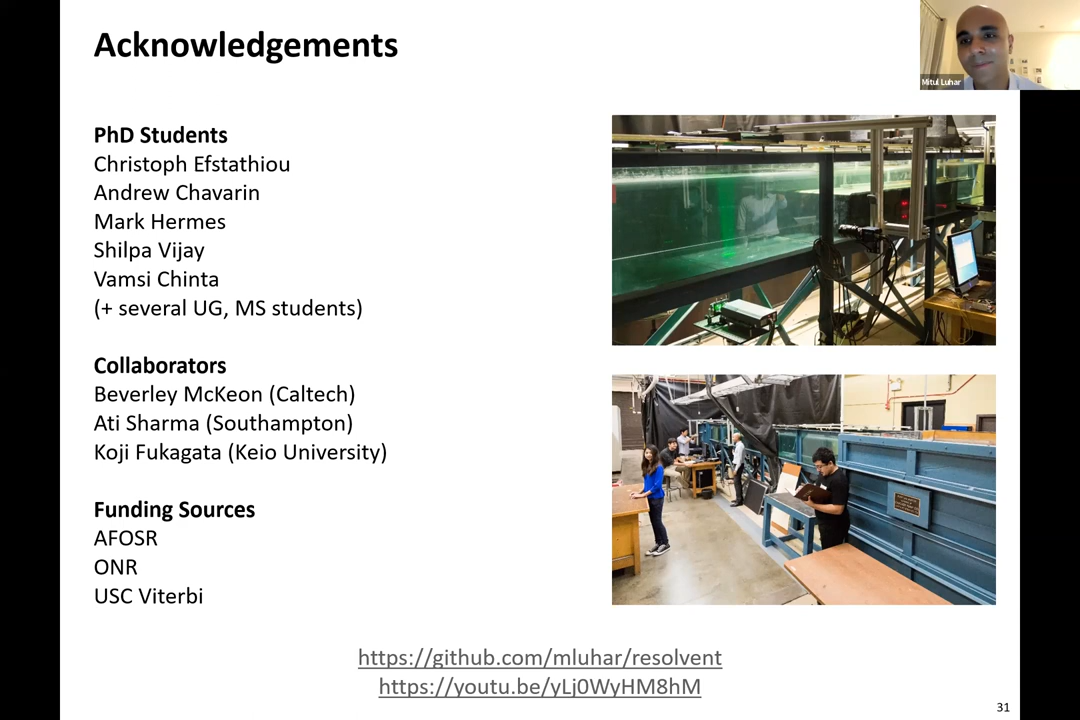 Acknowledgements
Mitul Luhar
PhD Students
Christoph Efstathiou
Andrew Chavarin
Mark Hermes
Shilpa Vijay
Vamsi Chinta
(+ several UG, MS students)
Collaborators
Beverley McKeon (Caltech)
Ati Sharma (Southampton)
Koji Fukagata (Keio University)
Funding Sources
AFOSR
ONR
USC Viterbi
https://github.com/mluhar/resolvent
https://youtu.be/yLj0WyHM8hM
31